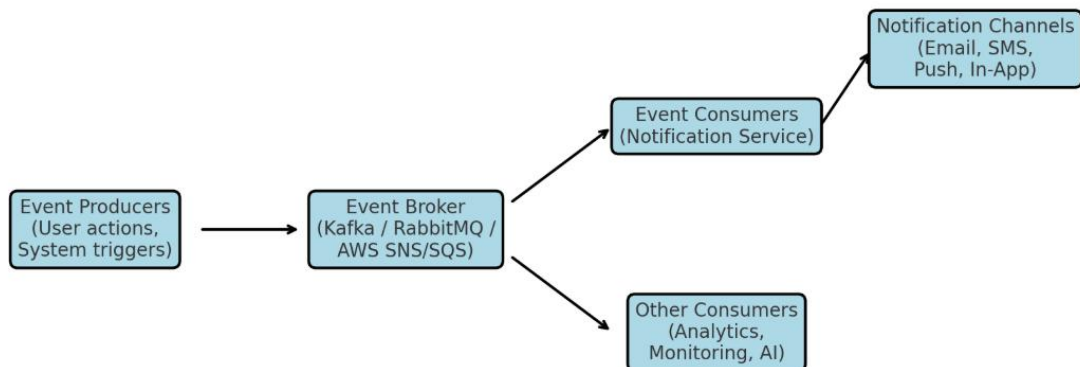 Event Producers
(User actions,
System triggers)
Event Broker
(Kafka / RabbitMQ /
AWS SNS/SQS)
Event Consumers
(Notification Service)
Notification Channels
(Email, SMS,
Push, In-App)
Other Consumers
(Analytics,
Monitoring, AI)